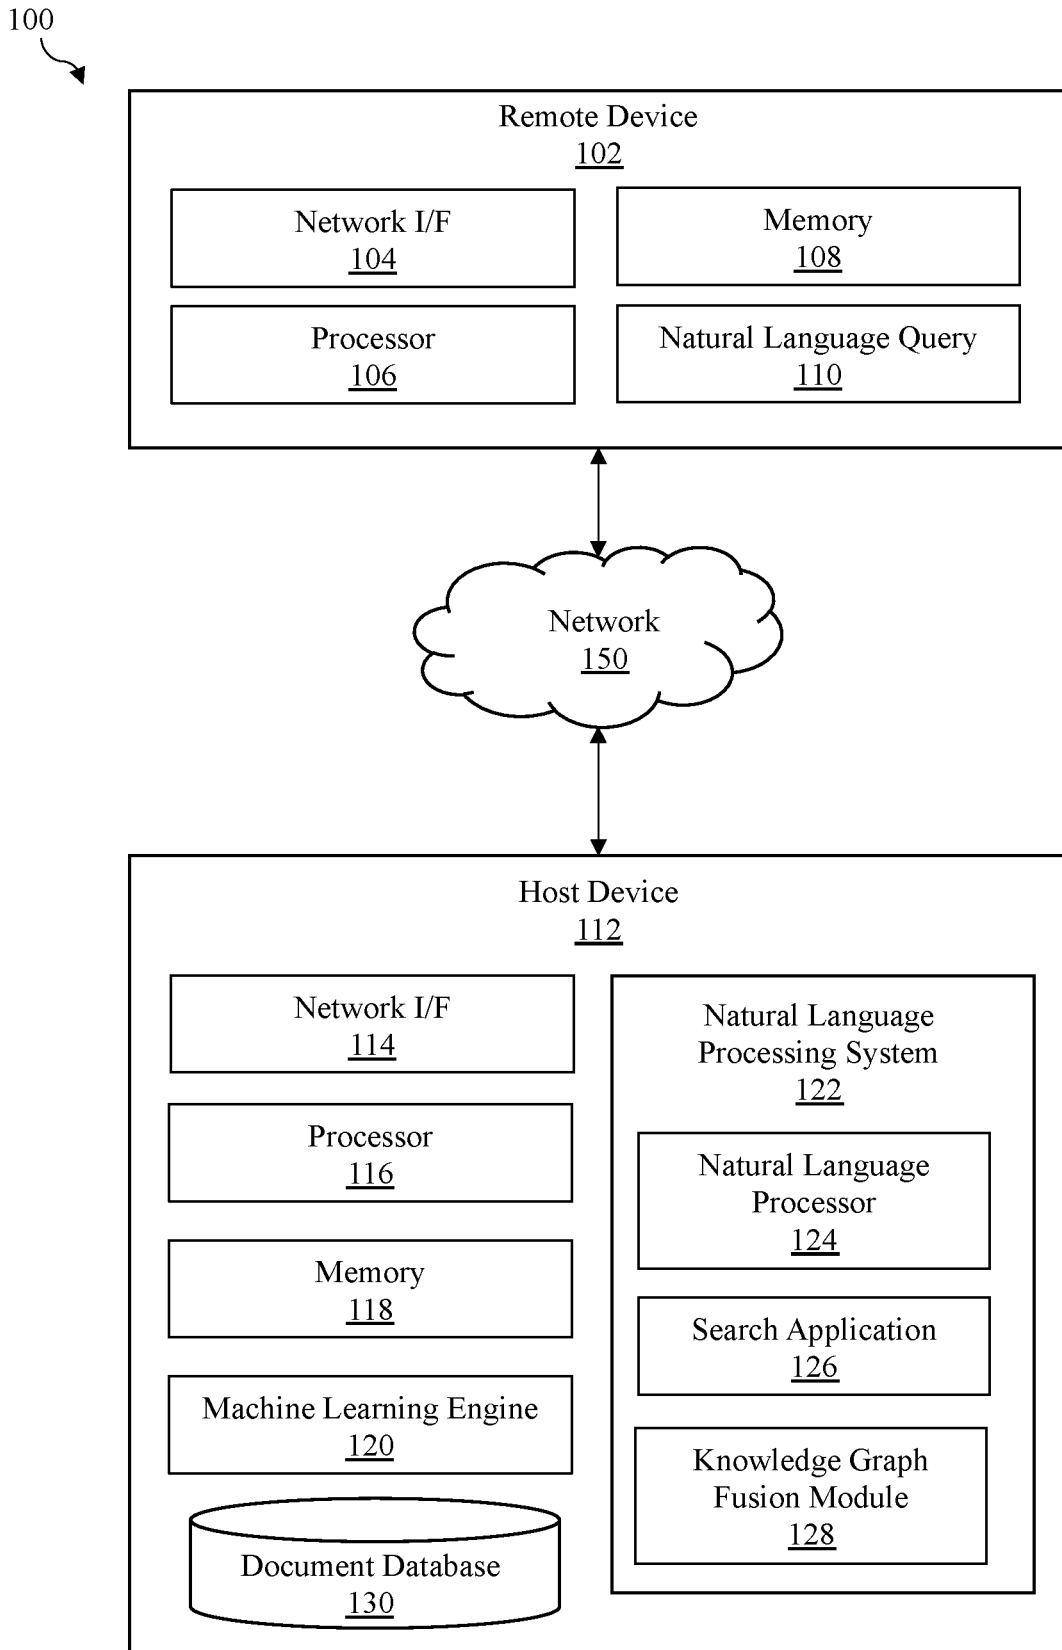 100
Remote Device
102
Network I/F
104
Memory
108
Processor
106
Natural Language Query
110
Network
150
Host Device
112
Network I/F
114
Processor
116
Memory
118
Machine Learning Engine
120
Document Database
130
Natural Language
Processing System
122
Natural Language
Processor
124
Search Application
126
Knowledge Graph
Fusion Module
128